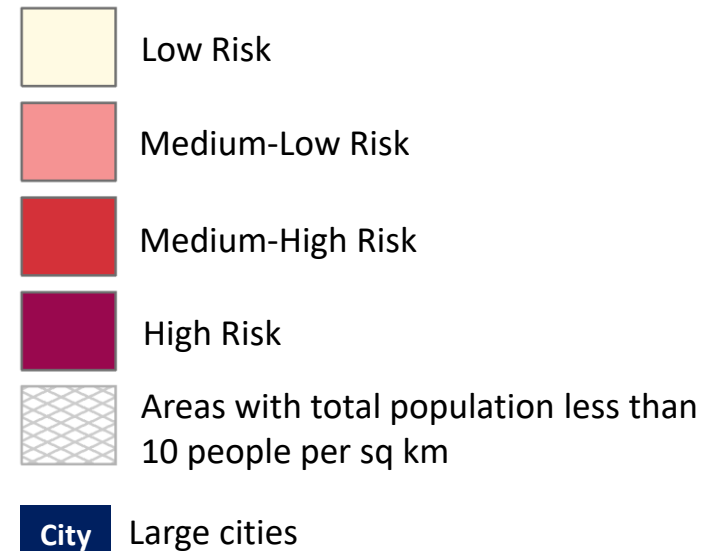 Low Risk
Medium-Low Risk
Medium-High Risk
High Risk
Areas with total population less than
10 people per sq km
City Large cities